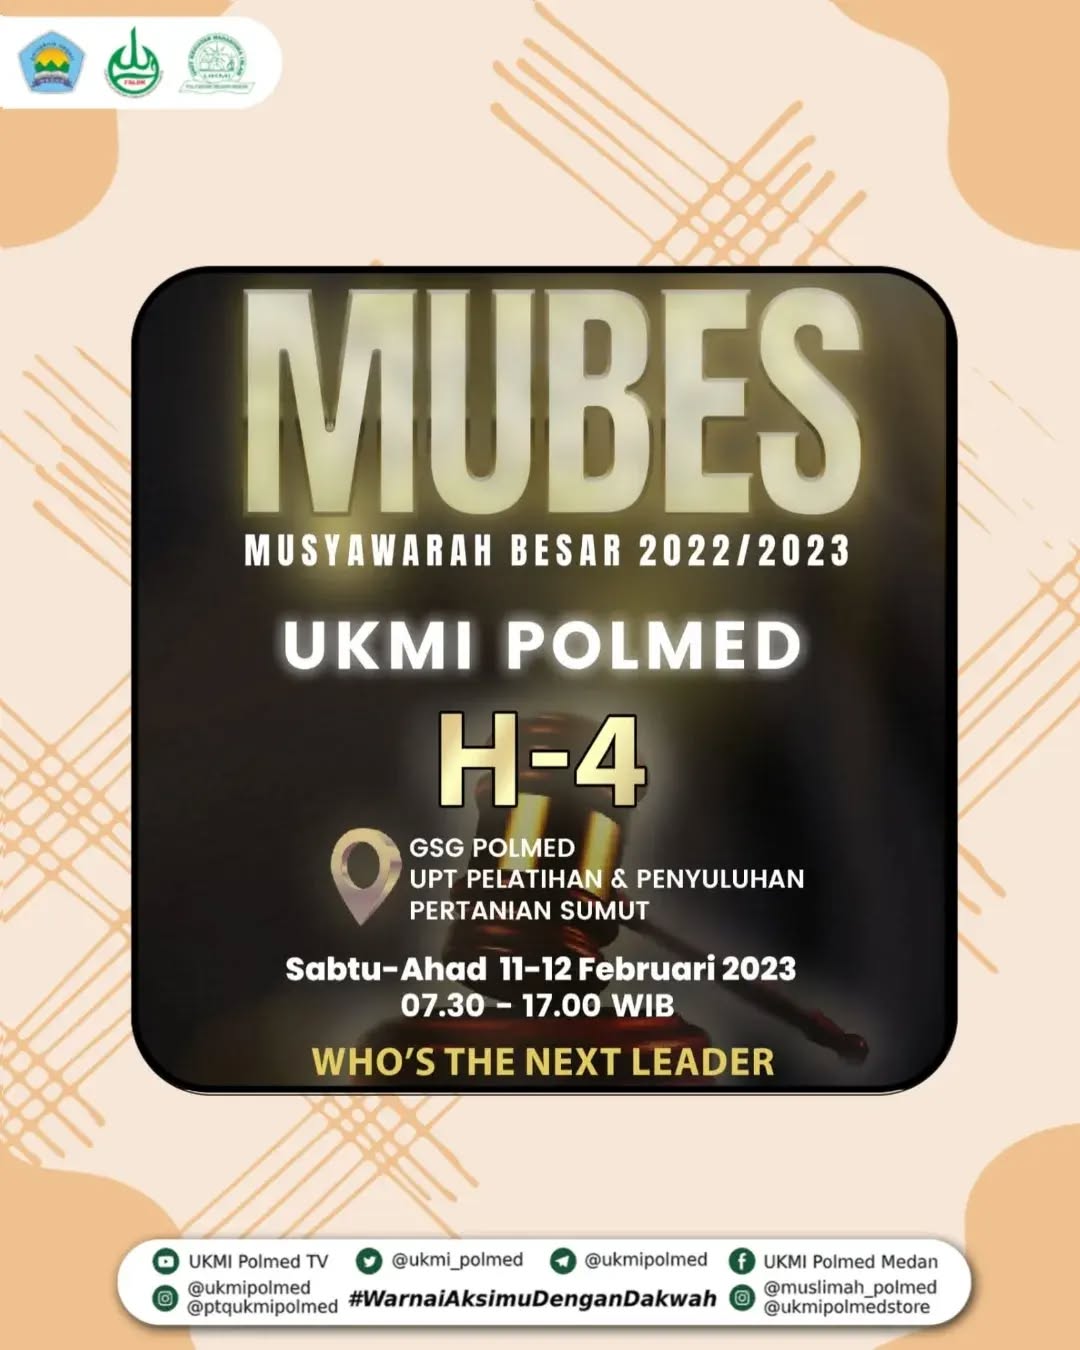 MUBES
MUSYAWARAH BESAR 2022/2023
UKMI POLMED
H-4
GSG POLMED
UPT PELATIHAN & PENYULUHAN
PERTANIAN SUMUT
Sabtu-Ahad 11-12 Februari 2023
07.30 - 17.00 WIB
WHO'S THE NEXT LEADER
UKMI Polmed TV
@ukmi_polmed
@ukmipolmed
UKMI Polmed Medan
@ukmipolmed
@ptqukmipolmed
#WarnaiAksimuDenganDakwah
@muslimah_polmed
@ukmipolmedstore